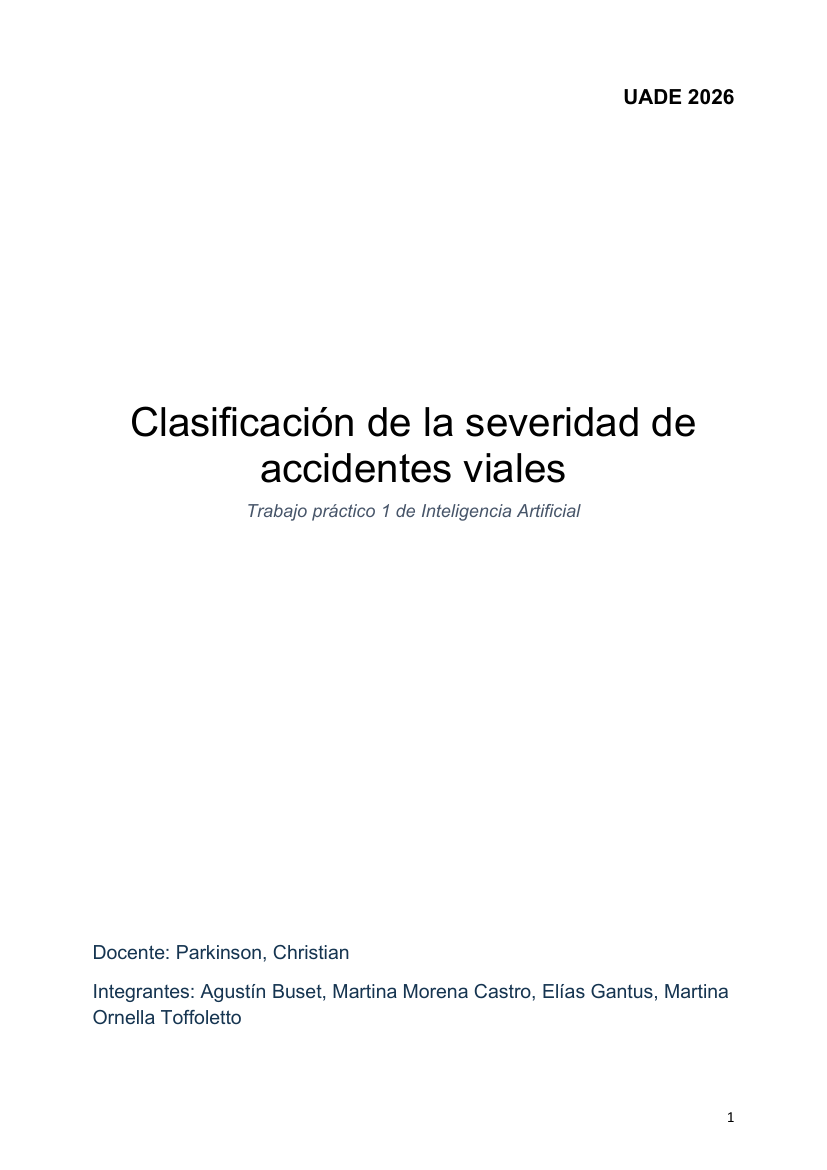 UADE 2026
Clasificación de la severidad de
accidentes viales
Trabajo práctico 1 de Inteligencia Artificial
Docente: Parkinson, Christian
Integrantes: Agustín Buset, Martina Morena Castro, Elías Gantus, Martina
Ornella Toffoletto
1